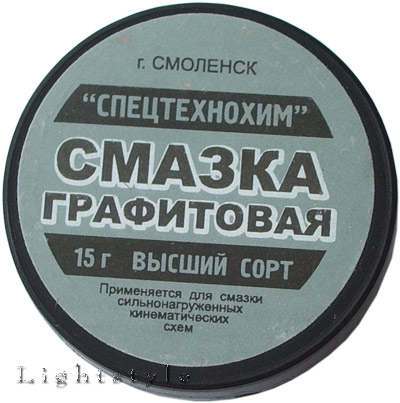 г. СМОЛЕНСК
"СПЕЦТЕХНОХИМ"
СМАЗКА
ГРАФИТОВАЯ
15 г ВЫСШИЙ СОРТ
Применяется для смазки
сильнонагруженных
кинематических
схем
Lightstyle